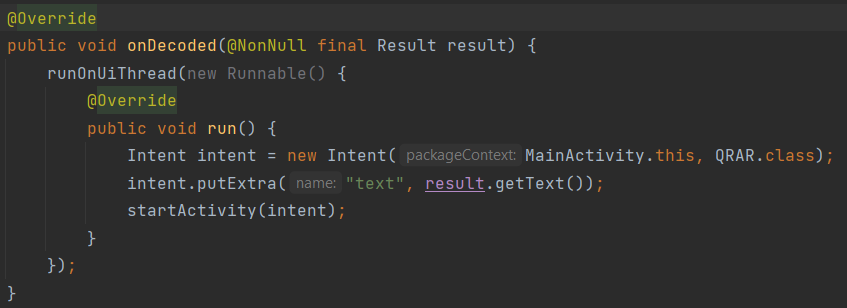 @Override
public void onDecoded(@NonNull final Result result) {
runOnUiThread(new Runnable() {
@Override
public void run() {
Intent intent = new Intent( packageContext: MainActivity.this, QRAR.class);
intent.putExtra( name: "text", result.getText());
startActivity(intent);
}
});
}